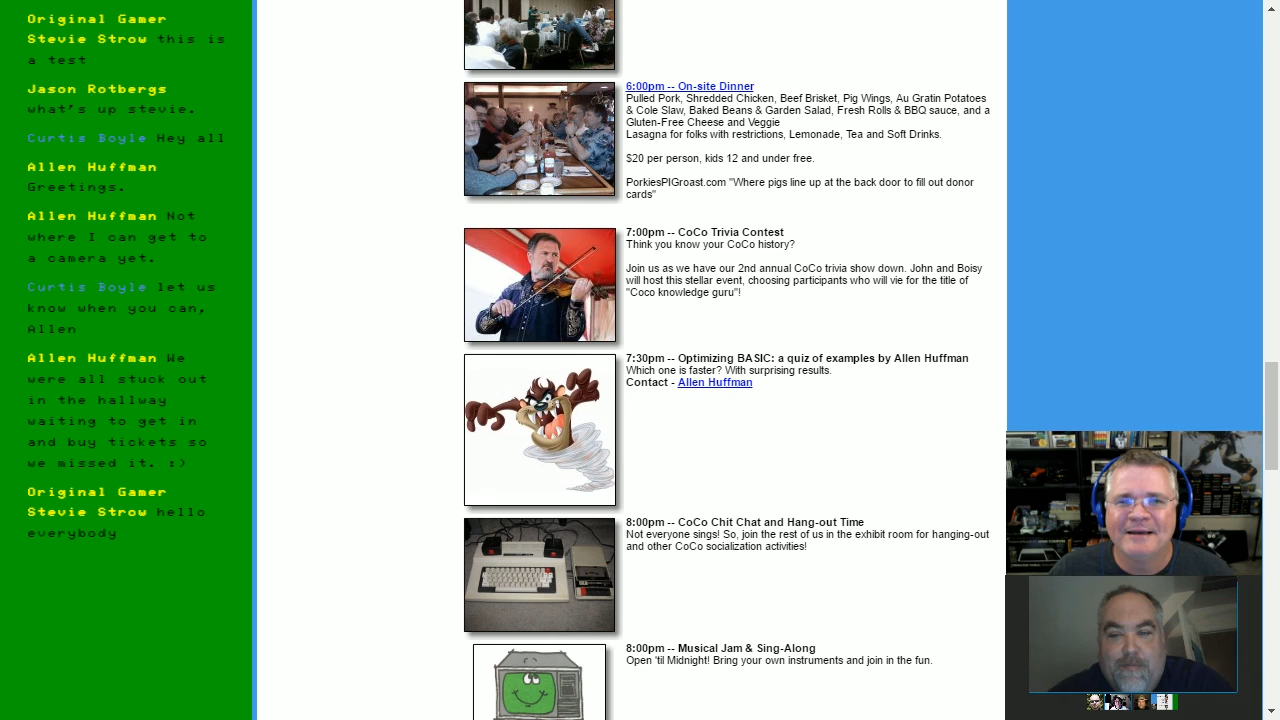 Original Gamer
Stevie Strow this is
a test
Jason Rotbergs
what's up stevie.
Curtis Boyle Hey all
Allen Huffman
Greetings.
Allen Huffman Not
where I can get to
a camera yet.
Curtis Boyle let us
know when you can,
Allen
Allen Huffman We
were all stuck out
in the hallway
waiting to get in
and buy tickets so
we missed it. :)
Original Gamer
Stevie Strow hello
everybody
6:00pm -- On-site Dinner
Pulled Pork, Shredded Chicken, Beef Brisket, Pig Wings, Au Gratin Potatoes
& Cole Slaw, Baked Beans & Garden Salad, Fresh Rolls & BBQ sauce, and a
Gluten-Free Cheese and Veggie
Lasagna for folks with restrictions, Lemonade, Tea and Soft Drinks.
$20 per person, kids 12 and under free.
PorkiesPIGroast.com "Where pigs line up at the back door to fill out donor
cards"
7:00pm -- CoCo Trivia Contest
Think you know your CoCo history?
Join us as we have our 2nd annual CoCo trivia show down. John and Boisy
will host this stellar event, choosing participants who will vie for the title of
"Coco knowledge guru"!
7:30pm -- Optimizing BASIC: a quiz of examples by Allen Huffman
Which one is faster? With surprising results.
Contact - Allen Huffman
8:00pm -- CoCo Chit Chat and Hang-out Time
Not everyone sings! So, join the rest of us in the exhibit room for hanging-out
and other CoCo socialization activities!
8:00pm -- Musical Jam & Sing-Along
Open 'til Midnight! Bring your own instruments and join in the fun.